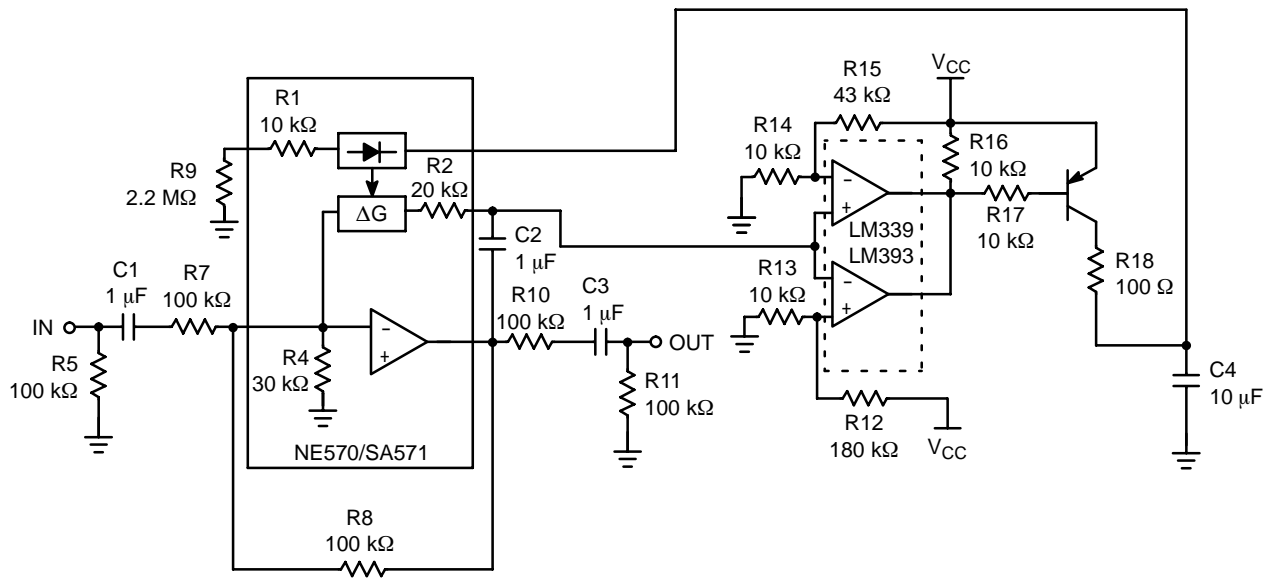 R15
43 kΩ
VCC
R1
10 kΩ
R14
10 kΩ
R16
10 kΩ
R9
2.2 MΩ
R2
20 kΩ
ΔG
−
+
LM339
LM393
R17
10 kΩ
C2
1 μF
R18
100 Ω
C1
1 μF
R7
100 kΩ
R13
10 kΩ
−
+
R10
100 kΩ
C3
1 μF
IN
−
+
OUT
R5
100 kΩ
R4
30 kΩ
C4
10 μF
R11
100 kΩ
R12
180 kΩ
VCC
NE570/SA571
R8
100 kΩ